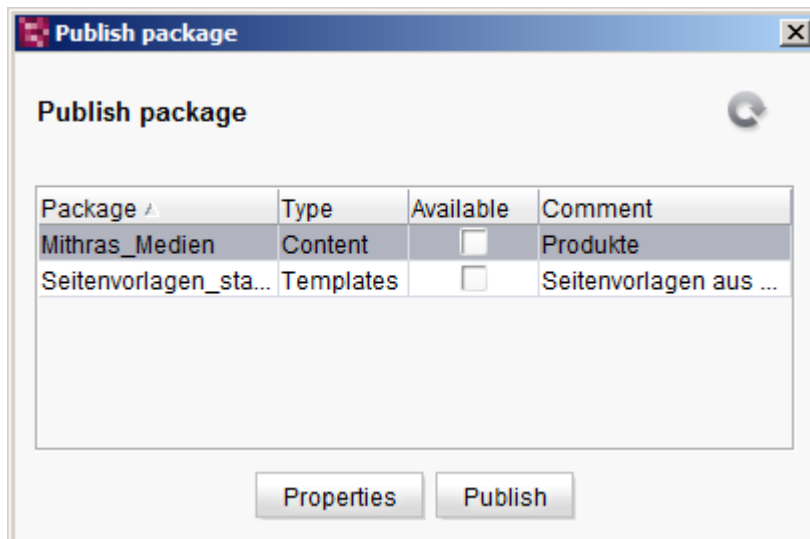 Publish package
Publish package
Package Type Available Comment
Mithras_Medien Content Produkte
Seitenvorlagen_sta... Templates Seitenvorlagen aus ...
Properties Publish